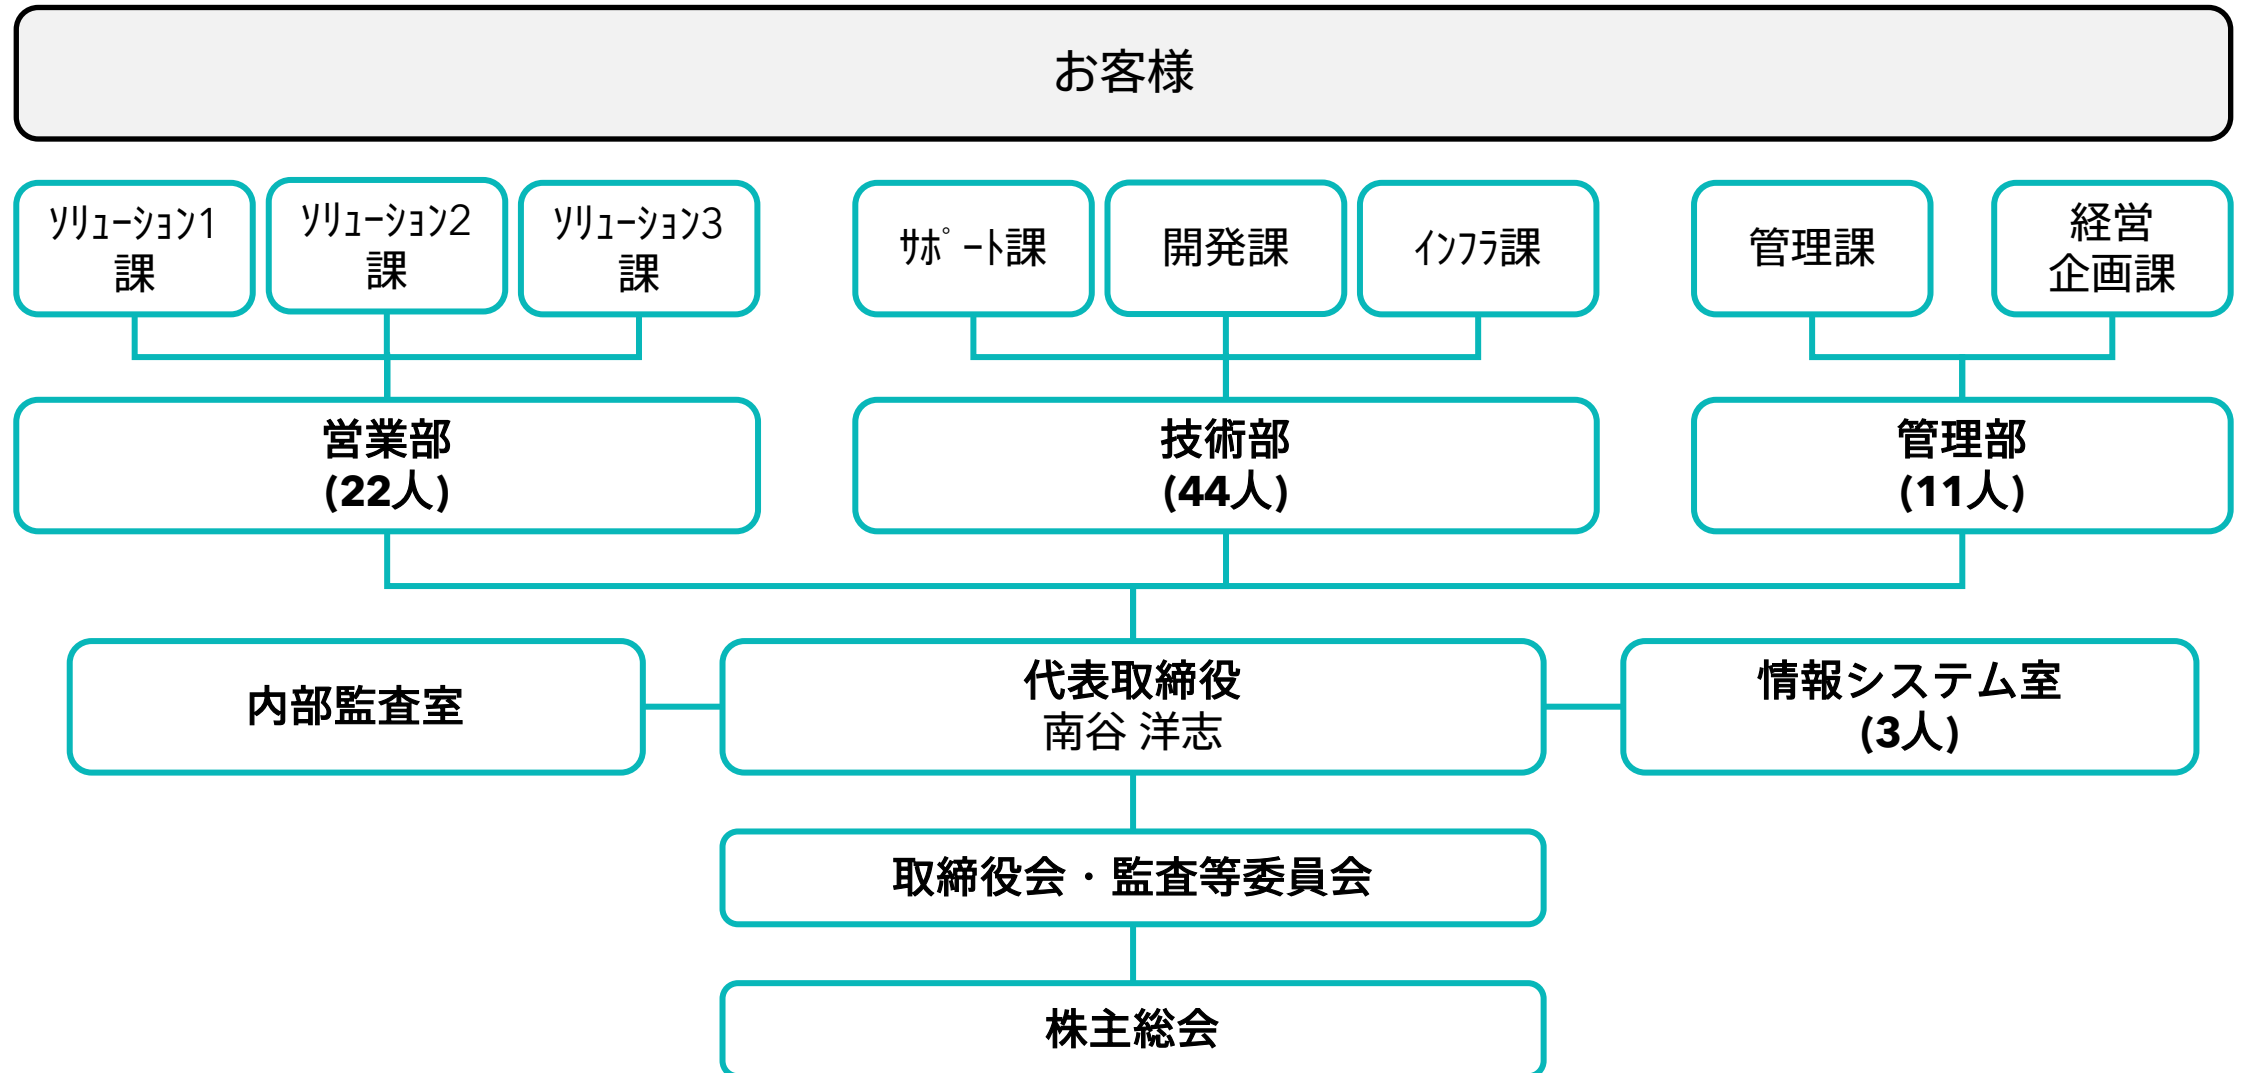 お客様
ｿﾘｭｰｼｮﾝ1
課
ｿﾘｭｰｼｮﾝ2
課
ｿﾘｭｰｼｮﾝ3
課
ｻﾎﾟｰﾄ課
開発課
ｲﾝﾌﾗ課
管理課
経営
企画課
営業部
(22人)
技術部
(44人)
管理部
(11人)
内部監査室
代表取締役
南谷 洋志
情報システム室
(3人)
取締役会・監査等委員会
株主総会